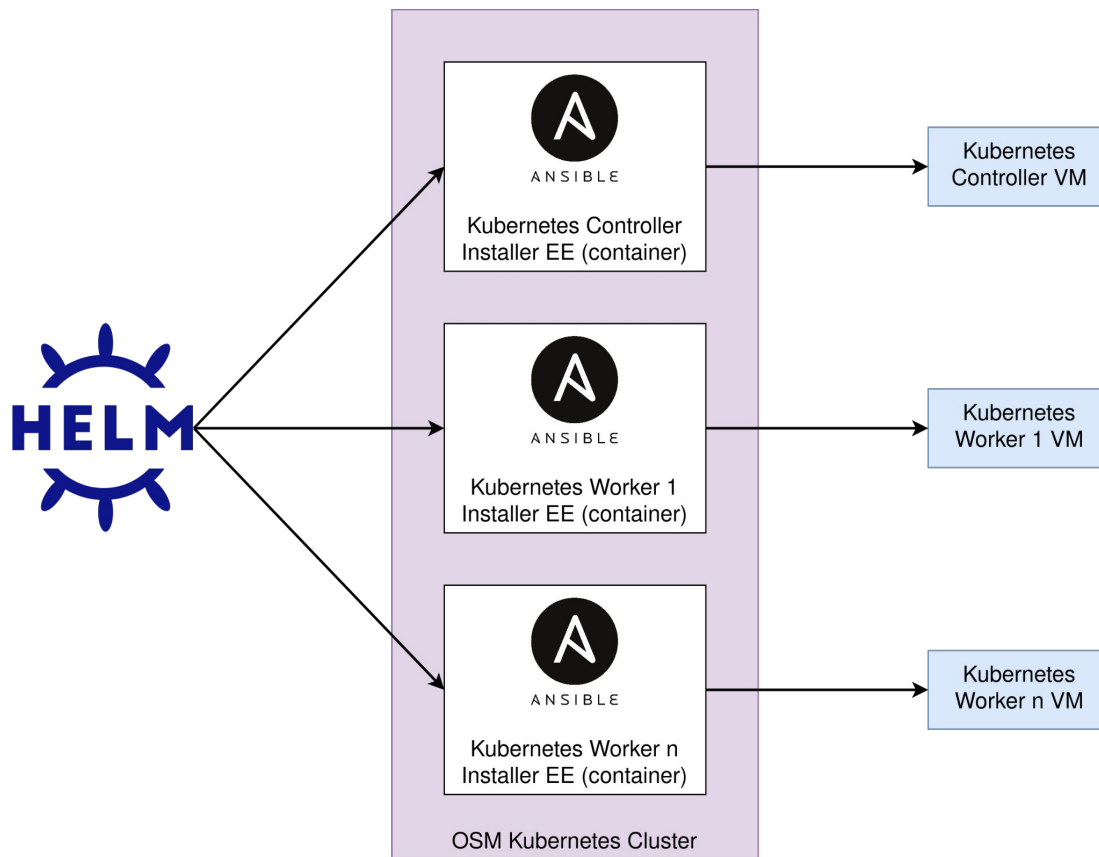 ANSIBLE
Kubernetes Controller
Installer EE (container)
Kubernetes
Controller VM
HELM
ANSIBLE
Kubernetes Worker 1
Installer EE (container)
Kubernetes
Worker 1 VM
ANSIBLE
Kubernetes Worker n
Installer EE (container)
Kubernetes
Worker n VM
OSM Kubernetes Cluster